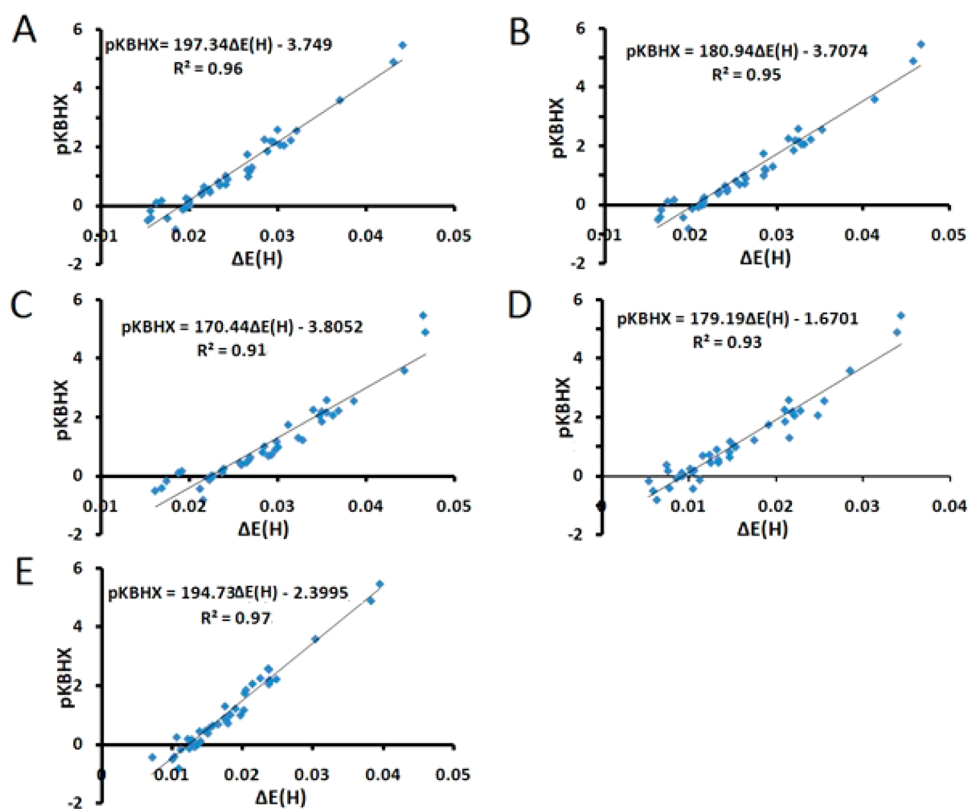 A
pKBHX= 197.34ΔE(H) - 3.749
R² = 0.96
pKBHX
6
4
2
0
-2
0.01 0.02 0.03 0.04 0.05
ΔE(H)
B
pKBHX = 180.94ΔE(H) - 3.7074
R² = 0.95
pKBHX
6
4
2
0
-2
0.01 0.02 0.03 0.04 0.05
ΔE(H)
C
pKBHX = 170.44ΔE(H) - 3.8052
R² = 0.91
pKBHX
6
4
2
0
-2
0.01 0.02 0.03 0.04 0.05
ΔE(H)
D
pKBHX = 179.19ΔE(H) - 1.6701
R² = 0.93
pKBHX
6
4
2
0
-2
0 0.01 0.02 0.03 0.04
ΔE(H)
E
pKBHX = 194.73ΔE(H) - 2.3995
R² = 0.97
pKBHX
6
4
2
0
-2
0 0.01 0.02 0.03 0.04 0.05
ΔE(H)